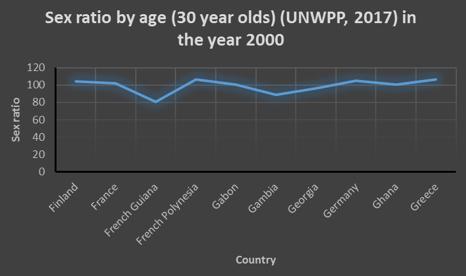 Sex ratio by age (30 year olds) (UNWPP, 2017) in
the year 2000
120
100
80
60
40
20
0
Sex ratio
Finland
France
French Guiana
French Polynesia
Gabon
Gambia
Georgia
Germany
Ghana
Greece
Country